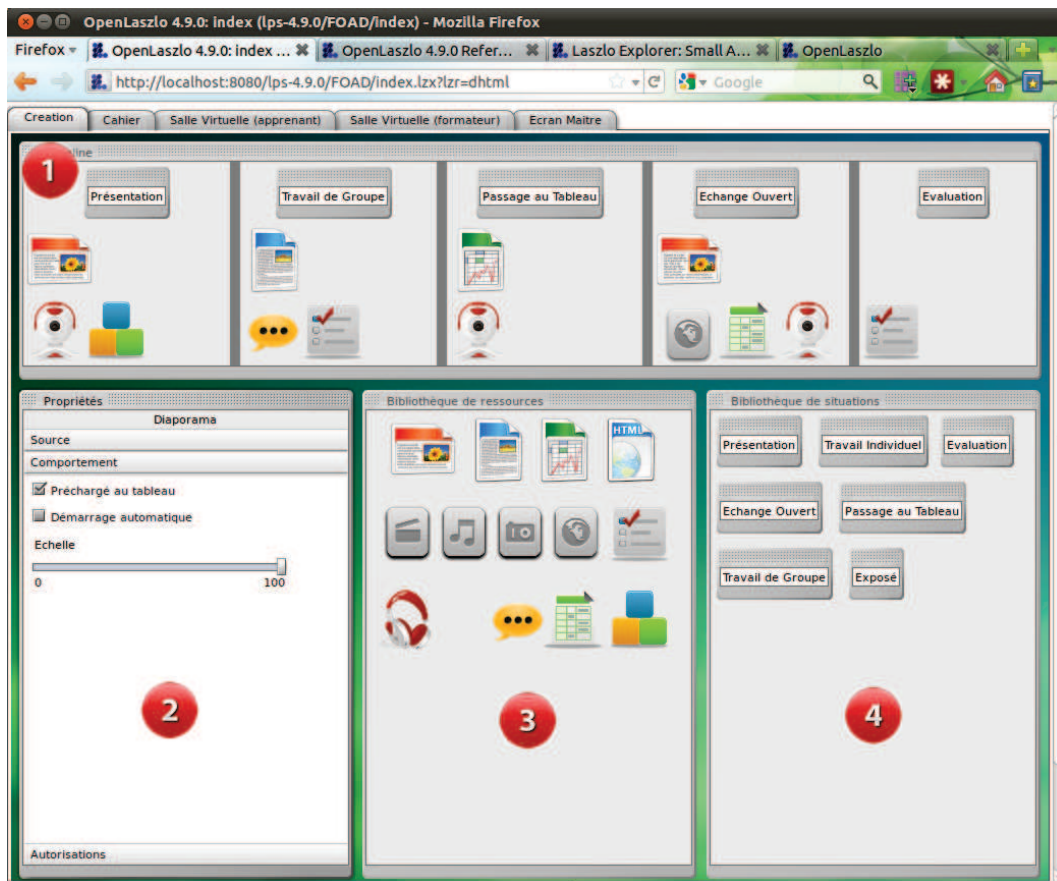 OpenLaszlo 4.9.0: index (lps-4.9.0/FOAD/index) - Mozilla Firefox
Firefox OpenLaszlo 4.9.0: index ... OpenLaszlo 4.9.0 Refer... Laszlo Explorer: Small A... OpenLaszlo
http://localhost:8080/lps-4.9.0/FOAD/index.lzx?lzr=dhtml Google
Creation Cahier Salle Virtuelle (apprenant) Salle Virtuelle (formateur) Ecran Maitre
1
Présentation Travail de Groupe Passage au Tableau Echange Ouvert Evaluation
Propriétés
Diaporama
Source
Comportement
Préchargé au tableau
Démarrage automatique
Echelle
0 100
2
Autorisations
Bibliothèque de ressources
HTML
3
Bibliothèque de situations
Présentation Travail Individuel Evaluation
Echange Ouvert Passage au Tableau
Travail de Groupe Exposé
4